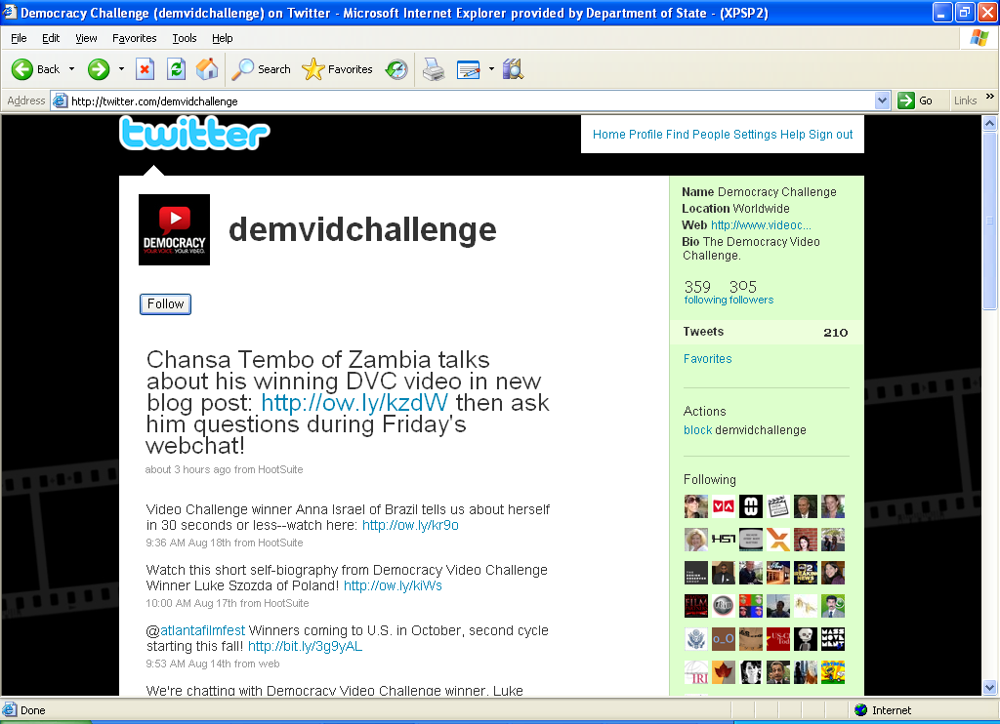 Democracy Challenge (demvidchallenge) on Twitter - Microsoft Internet Explorer provided by Department of State - (XPSP2)
File Edit View Favorites Tools Help
Back Search Favorites
Address http://twitter.com/demvidchallenge Go Links »
twitter
Home Profile Find People Settings Help Sign out
DEMOCRACY
YOUR VOICE. YOUR VIDEO.
demvidchallenge
Follow
Chansa Tembo of Zambia talks
about his winning DVC video in new
blog post: http://ow.ly/kzdW then ask
him questions during Friday's
webchat!
about 3 hours ago from HootSuite
Video Challenge winner Anna Israel of Brazil tells us about herself
in 30 seconds or less--watch here: http://ow.ly/kr9o
9:36 AM Aug 18th from HootSuite
Watch this short self-biography from Democracy Video Challenge
Winner Luke Szozda of Poland! http://ow.ly/kiWs
10:00 AM Aug 17th from HootSuite
@atlantafilmfest Winners coming to U.S. in October, second cycle
starting this fall! http://bit.ly/3g9yAL
9:53 AM Aug 14th from web
We're chatting with Democracy Video Challenge winner, Luke
Name Democracy Challenge
Location Worldwide
Web http://www.videoc...
Bio The Democracy Video
Challenge.
359 305
following followers
Tweets 210
Favorites
Actions
block demvidchallenge
Following
HST
2
BREAKING
NEWS
FILM
o_O
IRI
Done Internet